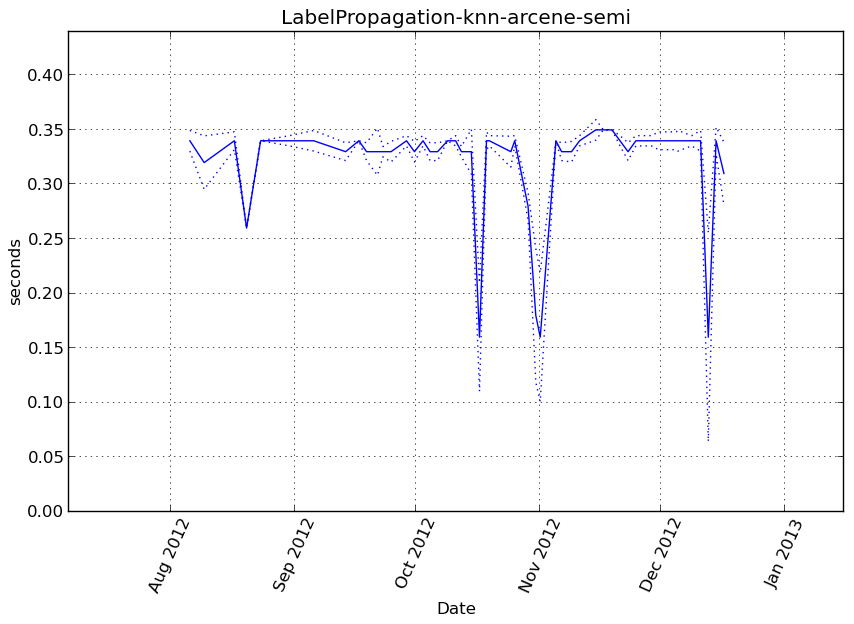 LabelPropagation-knn-arcene-semi
0.40
0.35
0.30
0.25
0.20
0.15
0.10
0.05
0.00
seconds
Aug 2012
Sep 2012
Oct 2012
Nov 2012
Dec 2012
Jan 2013
Date